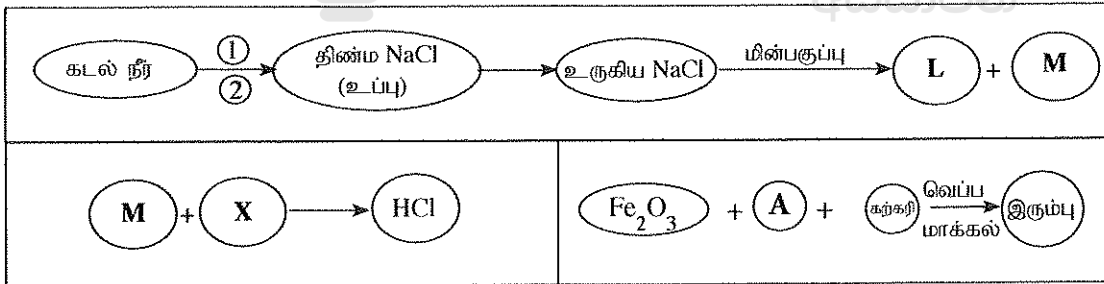 கடல் நீர் ① ② திண்ம NaCl (உப்பு) உருகிய NaCl மின்பகுப்பு L + M
M + X HCl
Fe₂O₃ + A + கற்கரி வெப்ப மாக்கல் இரும்பு